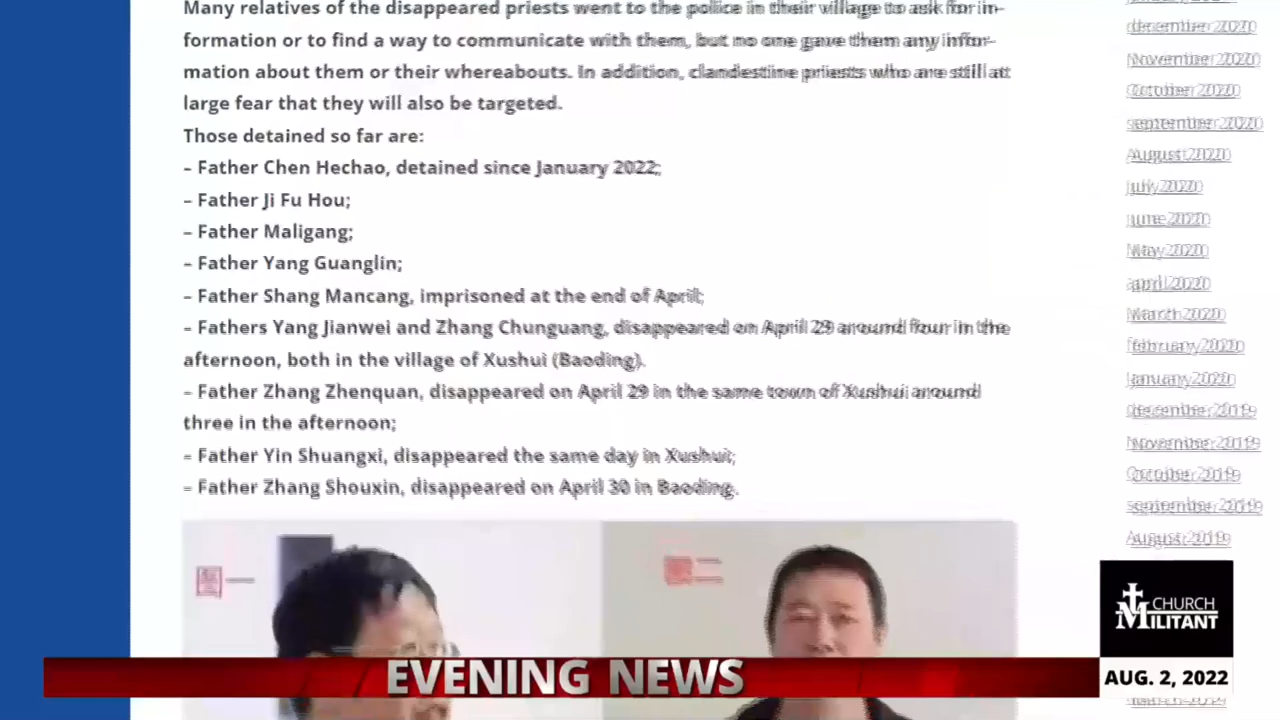 Many relatives of the disappeared priests went to the police in their village to ask for in-
formation or to find a way to communicate with them, but no one gave them any infor-
mation about them or their whereabouts. In addition, clandestine priests who are still at
large fear that they will also be targeted.
Those detained so far are:
– Father Chen Hechao, detained since January 2022;
– Father Ji Fu Hou;
– Father Maligang;
– Father Yang Guanglin;
– Father Shang Mancang, imprisoned at the end of April;
– Fathers Yang Jianwei and Zhang Chunguang, disappeared on April 29 around four in the
afternoon, both in the village of Xushui (Baoding).
– Father Zhang Zhenquan, disappeared on April 29 in the same town of Xushui around
three in the afternoon;
– Father Yin Shuangxi, disappeared the same day in Xushui;
– Father Zhang Shouxin, disappeared on April 30 in Baoding.
december 2020
November 2020
October 2020
september 2020
August 2020
july 2020
june 2020
May 2020
april 2020
March 2020
february 2020
January 2020
december 2019
November 2019
October 2019
september 2019
August 2019
CHURCH
MILITANT
EVENING NEWS
AUG. 2, 2022